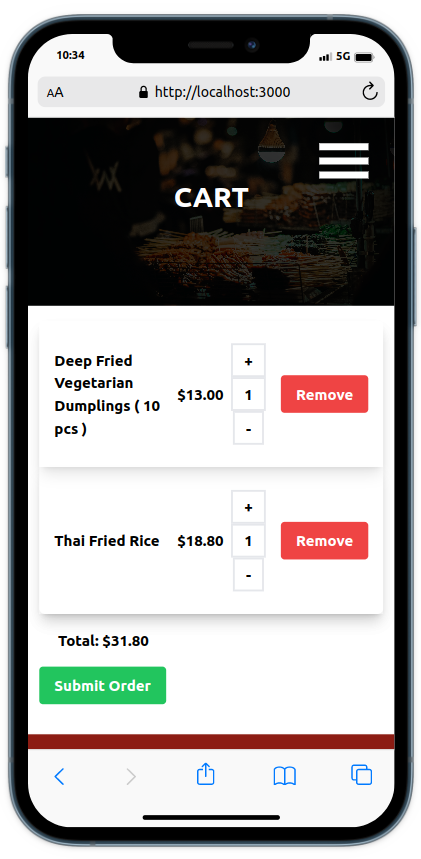 10:34
5G
AA
http://localhost:3000
CART
Deep Fried
Vegetarian
Dumplings ( 10
pcs )
$13.00
+
1
-
Remove
Thai Fried Rice
$18.80
+
1
-
Remove
Total: $31.80
Submit Order